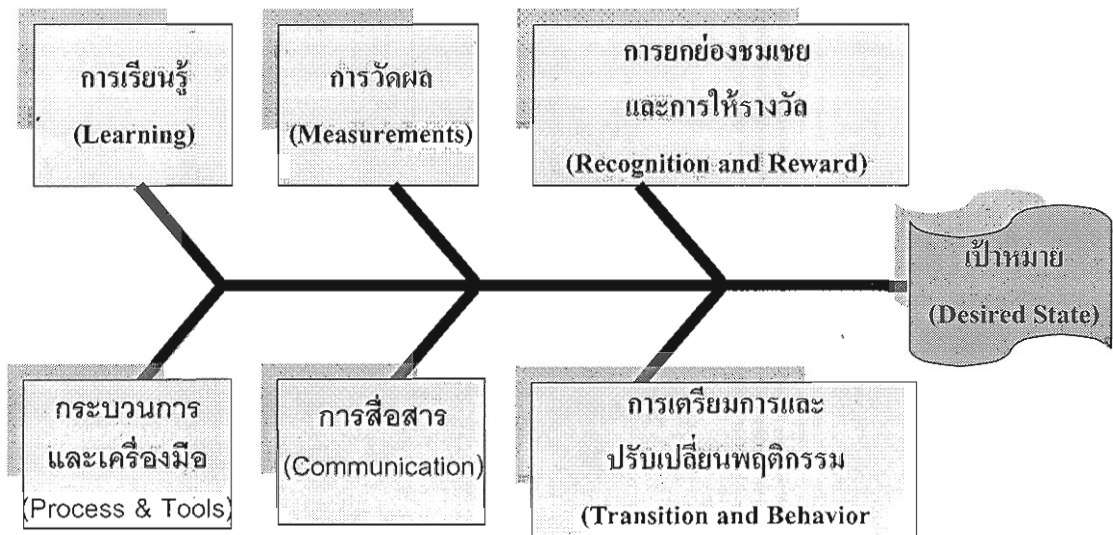 การเรียนรู้
(Learning)
การวัดผล
(Measurements)
การยกย่องชมเชย
และการให้รางวัล
(Recognition and Reward)
เป้าหมาย
(Desired State)
กระบวนการ
และเครื่องมือ
(Process & Tools)
การสื่อสาร
(Communication)
การเตรียมการและ
ปรับเปลี่ยนพฤติกรรม
(Transition and Behavior